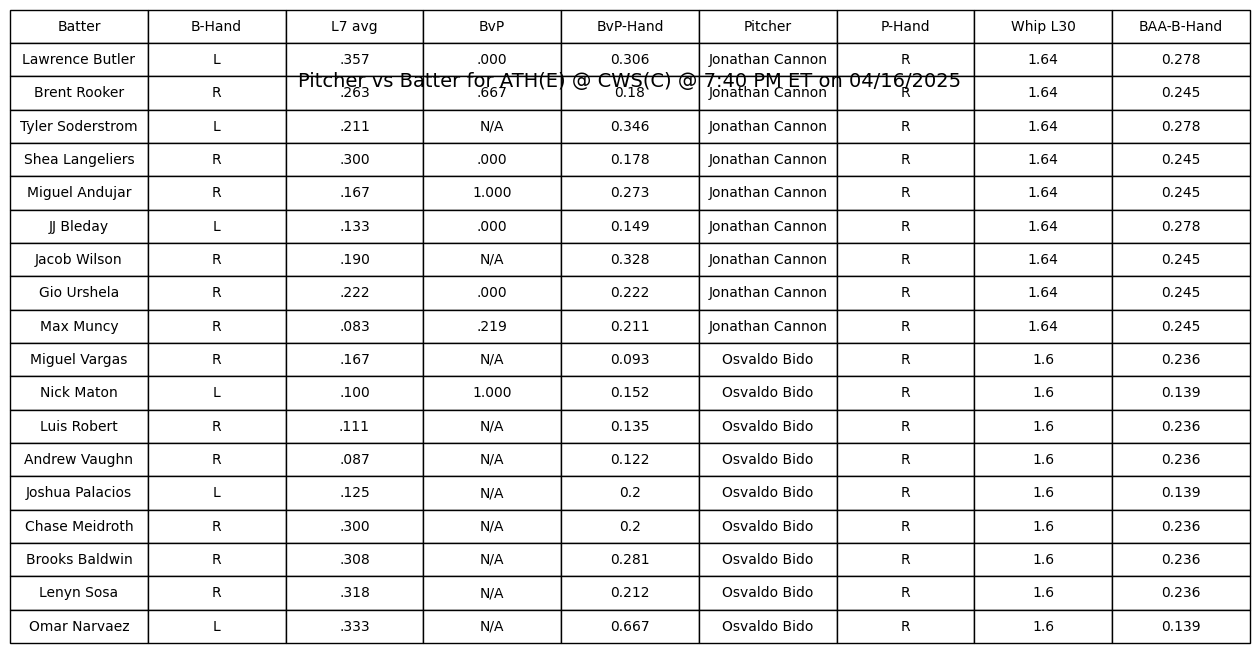 Batter B-Hand L7 avg BvP BvP-Hand Pitcher P-Hand Whip L30 BAA-B-Hand
Lawrence Butler L .357 .000 0.306 Jonathan Cannon R 1.64 0.278
Pitcher vs Batter for ATH(E) @ CWS(C) @ 7:40 PM ET on 04/16/2025
Brent Rooker R .263 .667 0.18 Jonathan Cannon R 1.64 0.245
Tyler Soderstrom L .211 N/A 0.346 Jonathan Cannon R 1.64 0.278
Shea Langeliers R .300 .000 0.178 Jonathan Cannon R 1.64 0.245
Miguel Andujar R .167 1.000 0.273 Jonathan Cannon R 1.64 0.245
JJ Bleday L .133 .000 0.149 Jonathan Cannon R 1.64 0.278
Jacob Wilson R .190 N/A 0.328 Jonathan Cannon R 1.64 0.245
Gio Urshela R .222 .000 0.222 Jonathan Cannon R 1.64 0.245
Max Muncy R .083 .219 0.211 Jonathan Cannon R 1.64 0.245
Miguel Vargas R .167 N/A 0.093 Osvaldo Bido R 1.6 0.236
Nick Maton L .100 1.000 0.152 Osvaldo Bido R 1.6 0.139
Luis Robert R .111 N/A 0.135 Osvaldo Bido R 1.6 0.236
Andrew Vaughn R .087 N/A 0.122 Osvaldo Bido R 1.6 0.236
Joshua Palacios L .125 N/A 0.2 Osvaldo Bido R 1.6 0.139
Chase Meidroth R .300 N/A 0.2 Osvaldo Bido R 1.6 0.236
Brooks Baldwin R .308 N/A 0.281 Osvaldo Bido R 1.6 0.236
Lenyn Sosa R .318 N/A 0.212 Osvaldo Bido R 1.6 0.236
Omar Narvaez L .333 N/A 0.667 Osvaldo Bido R 1.6 0.139